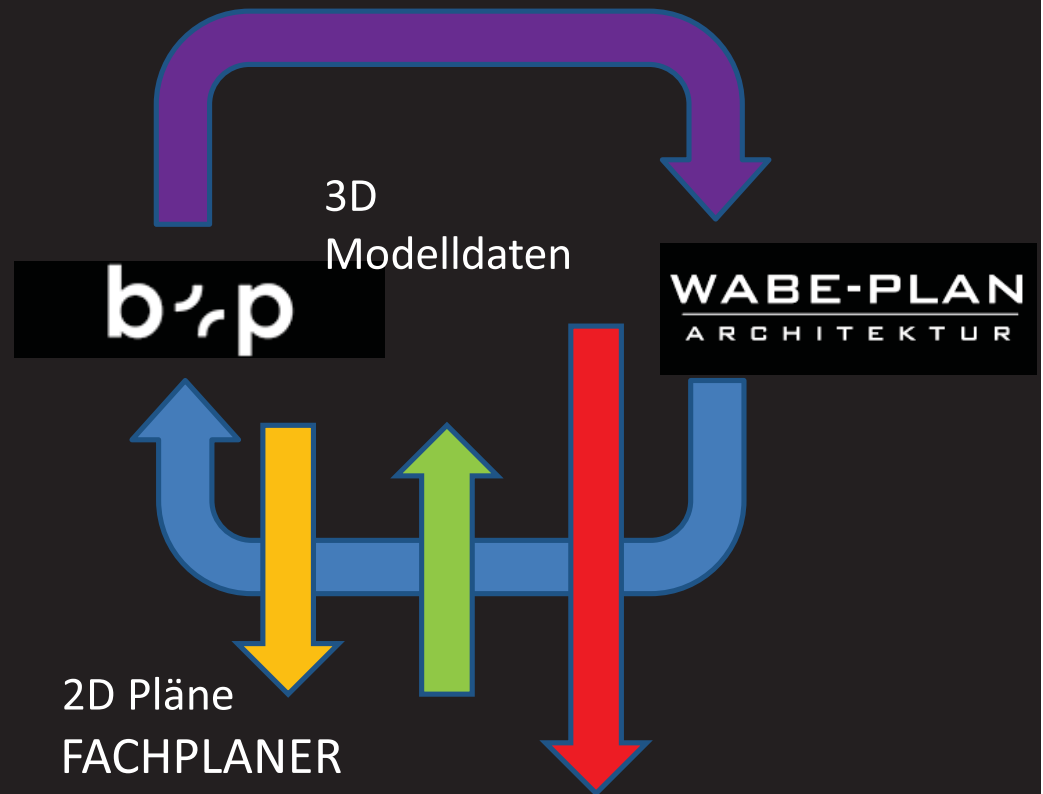 3D
Modelldaten
b p
WABE-PLAN
ARCHITEKTUR
2D Pläne
FACHPLANER